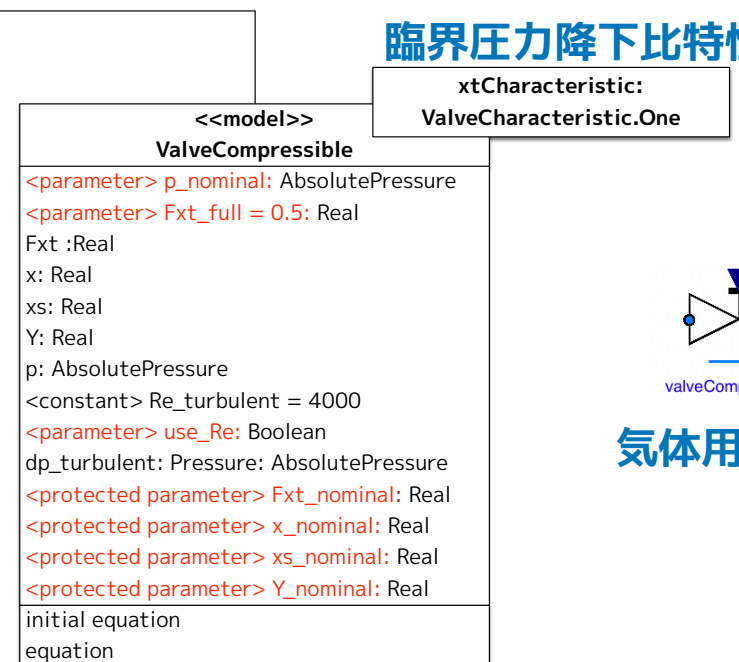 臨界圧力降下比特性
xtCharacteristic:
ValveCharacteristic.One
<<model>>
ValveCompressible
<parameter> p_nominal: AbsolutePressure
<parameter> Fxt_full = 0.5: Real
Fxt :Real
x: Real
xs: Real
Y: Real
p: AbsolutePressure
<constant> Re_turbulent = 4000
<parameter> use_Re: Boolean
dp_turbulent: Pressure: AbsolutePressure
<protected parameter> Fxt_nominal: Real
<protected parameter> x_nominal: Real
<protected parameter> xs_nominal: Real
<protected parameter> Y_nominal: Real
initial equation
equation
valveCom
気体用